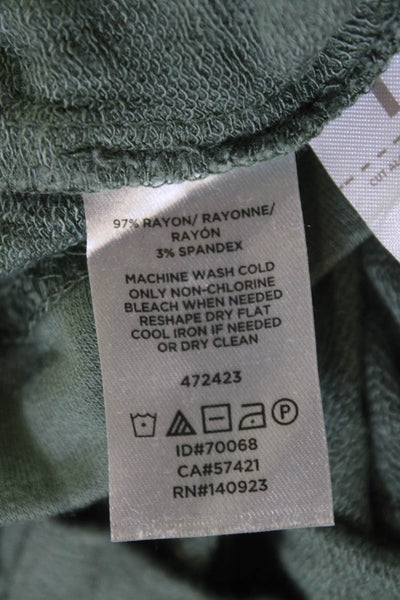 97% RAYON/ RAYONNE/
RAYÓN
3% SPANDEX
MACHINE WASH COLD
ONLY NON-CHLORINE
BLEACH WHEN NEEDED
RESHAPE DRY FLAT
COOL IRON IF NEEDED
OR DRY CLEAN
472423
P
ID#70068
CA#57421
RN#140923